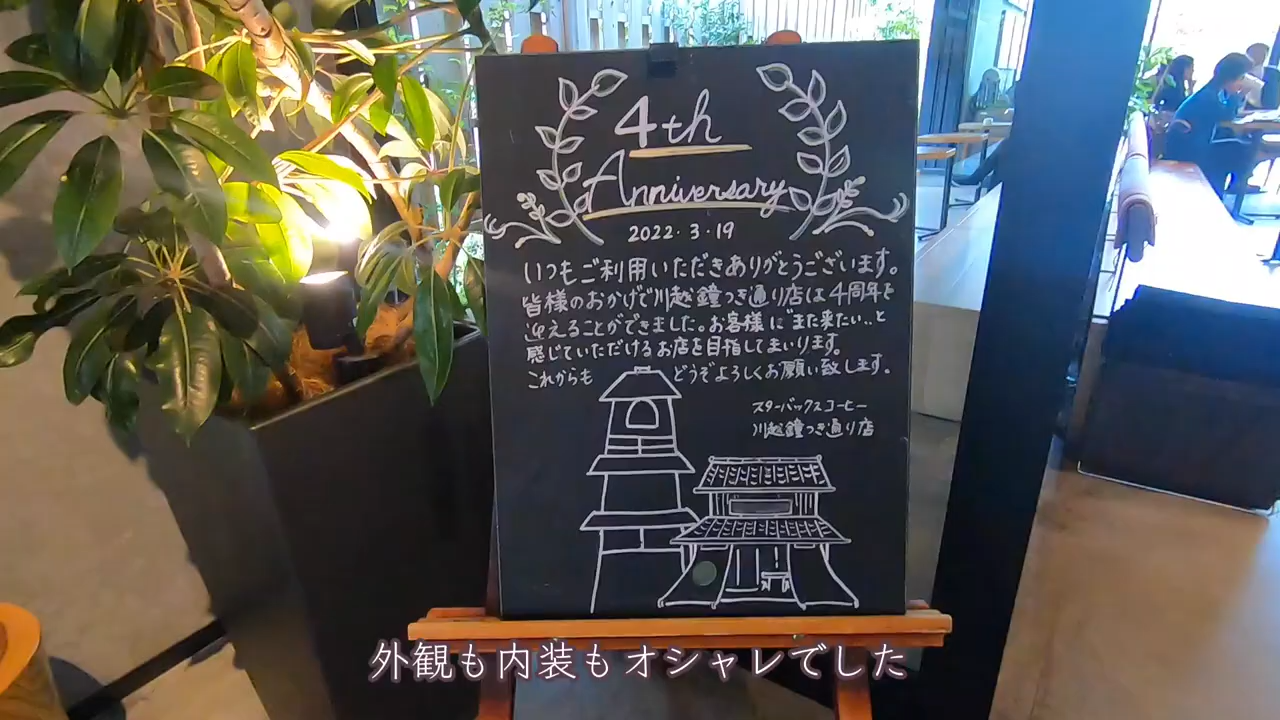 4th
Anniversary
2022.3.19
いつもご利用いただきありがとうございます。
皆様のおかげで川越鐘つき通り店は4周年を
迎えることができました。お客様に"また来たい‥と
感じていただけるお店を目指してまいります。
これからも どうぞよろしくお願い致します。
スターバックスコーヒー
川越鐘つき通り店
外観も内装もオシャレでした